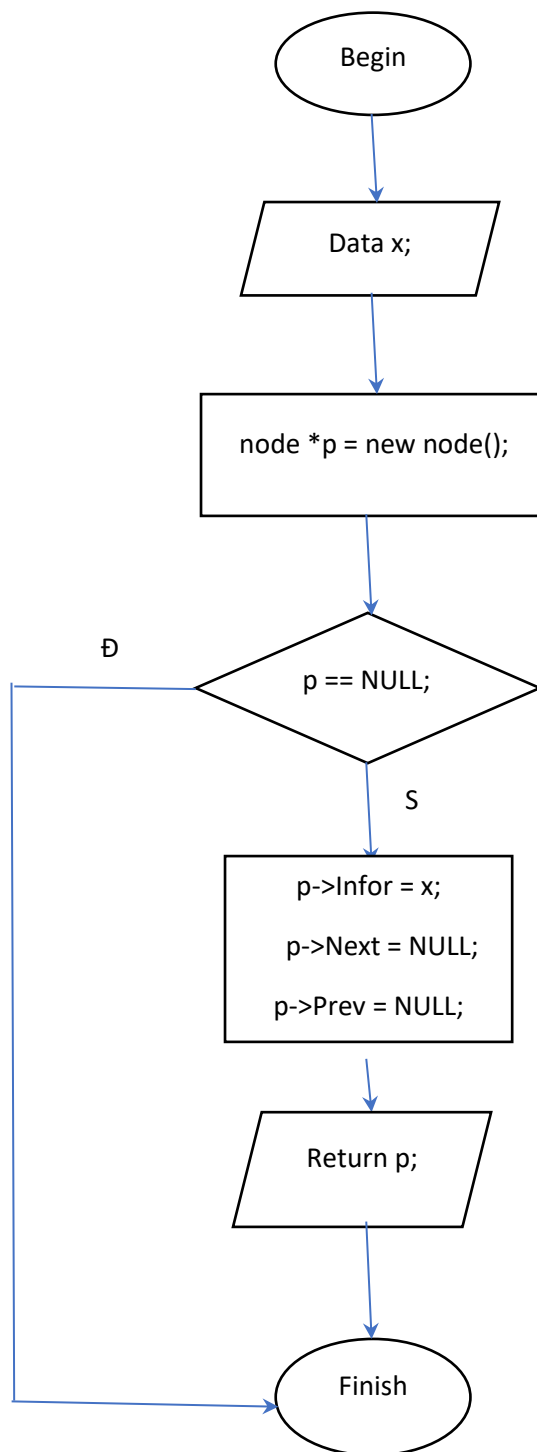 Begin
Data x;
node *p = new node();
Đ
p == NULL;
S
p->Infor = x;
p->Next = NULL;
p->Prev = NULL;
Return p;
Finish